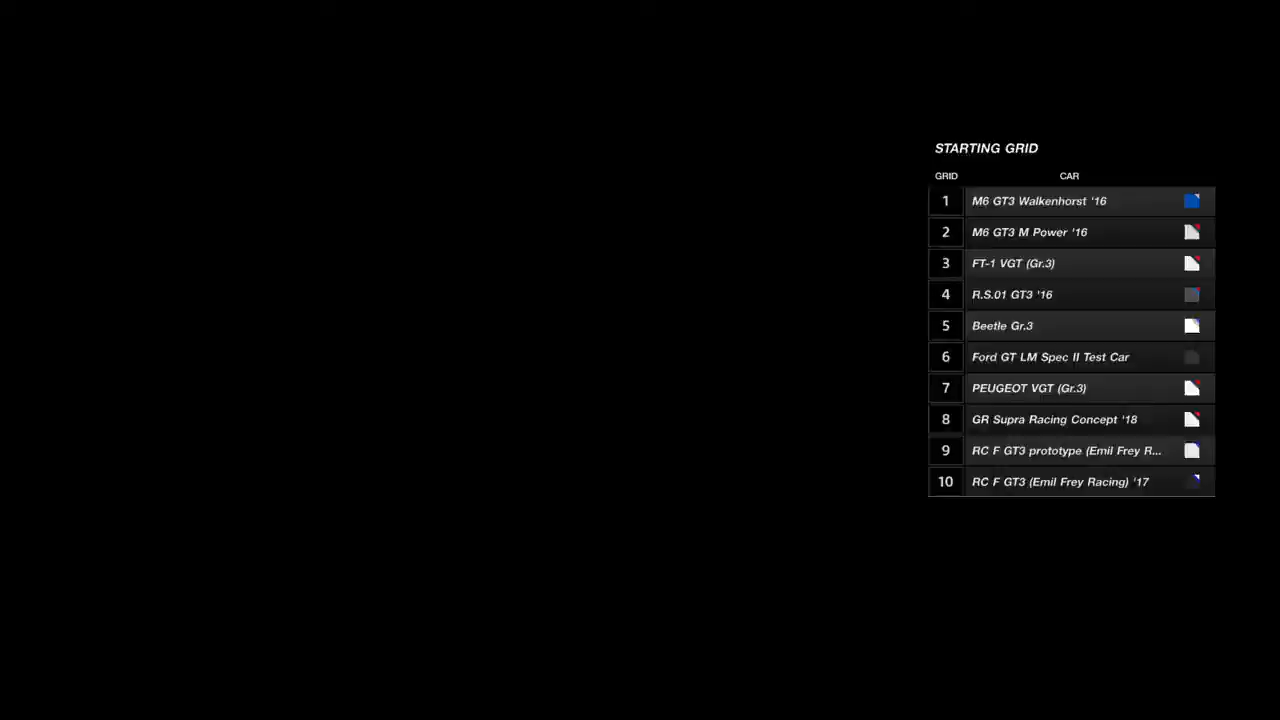 STARTING GRID
GRID CAR
1 M6 GT3 Walkenhorst '16
2 M6 GT3 M Power '16
3 FT-1 VGT (Gr.3)
4 R.S.01 GT3 '16
5 Beetle Gr.3
6 Ford GT LM Spec II Test Car
7 PEUGEOT VGT (Gr.3)
8 GR Supra Racing Concept '18
9 RC F GT3 prototype (Emil Frey R...
10 RC F GT3 (Emil Frey Racing) '17